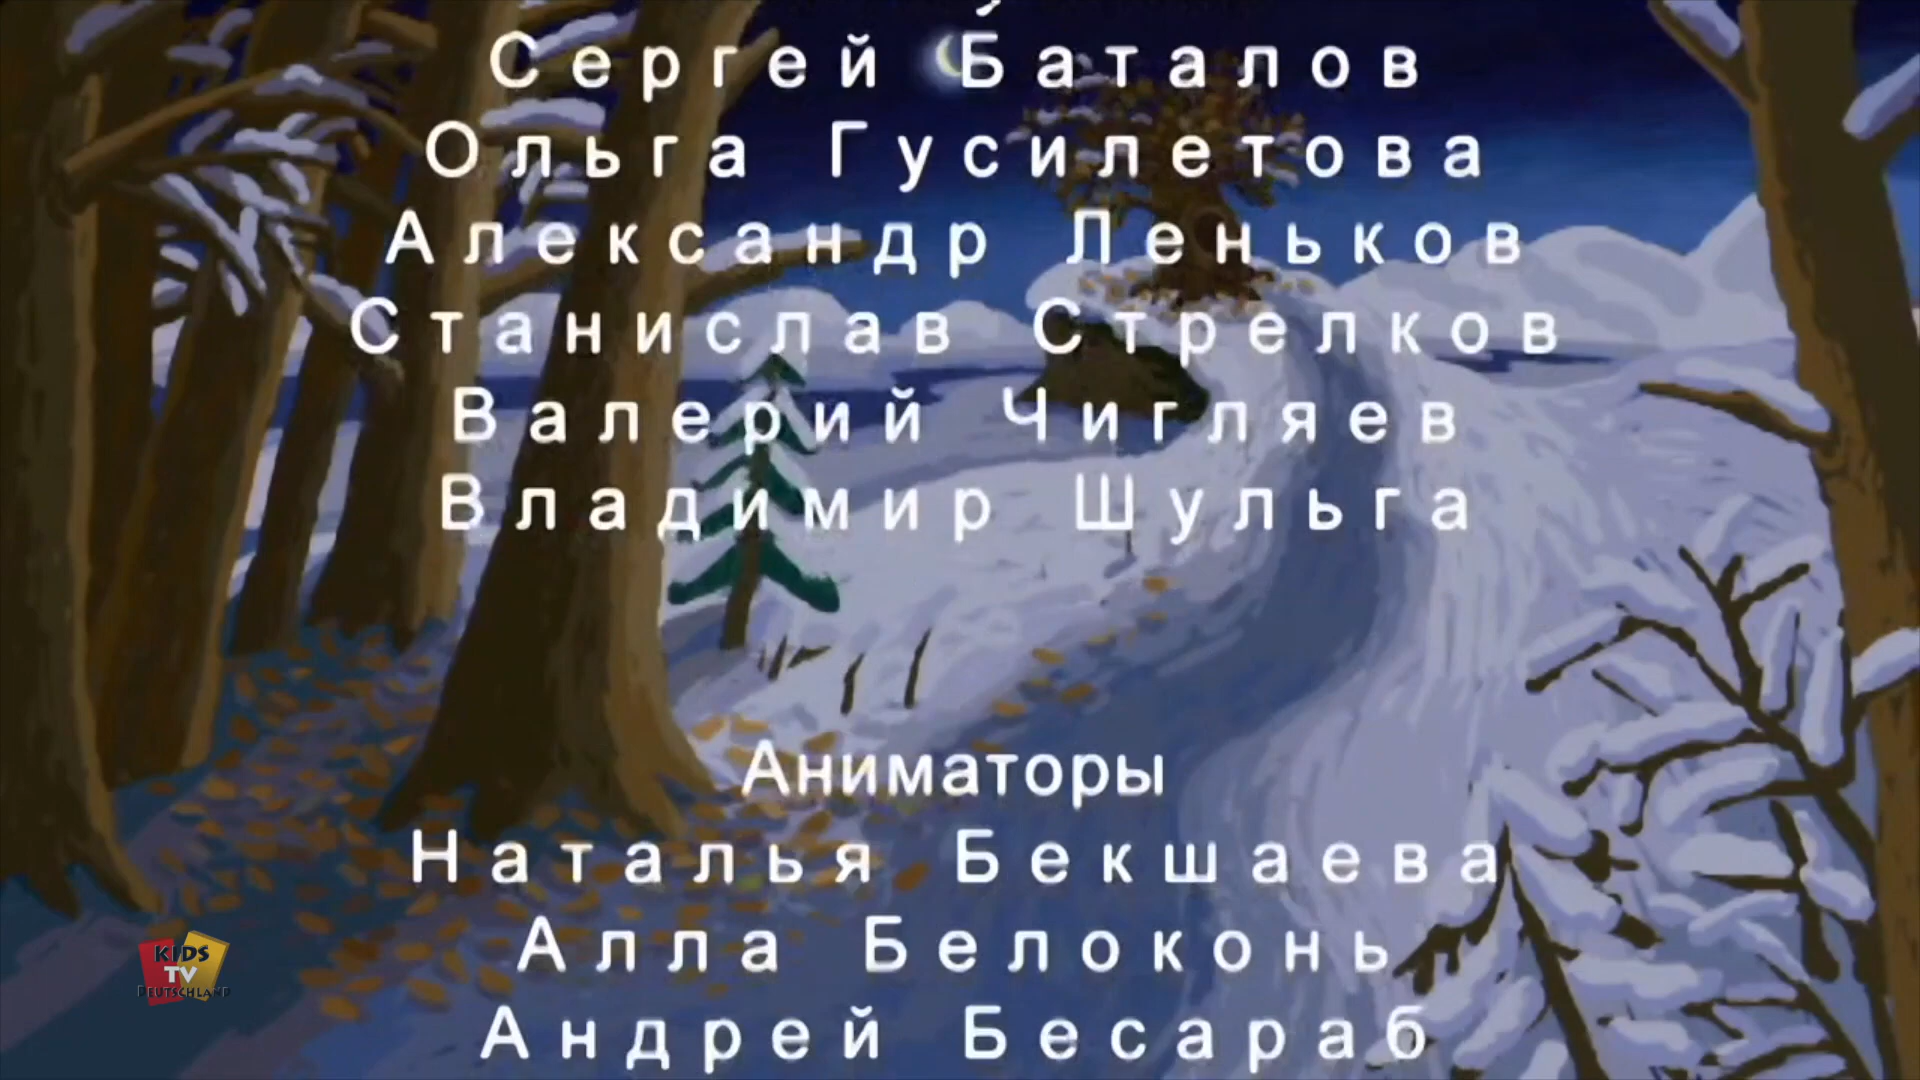 Сергей Баталов
Ольга Гусилетова
Александр Леньков
Станислав Стрелков
Валерий Чигляев
Владимир Шульга
Аниматоры
Наталья Бекшаева
Алла Белоконь
Андрей Бесараб
KIDS
TV
DEUTSCHLAND